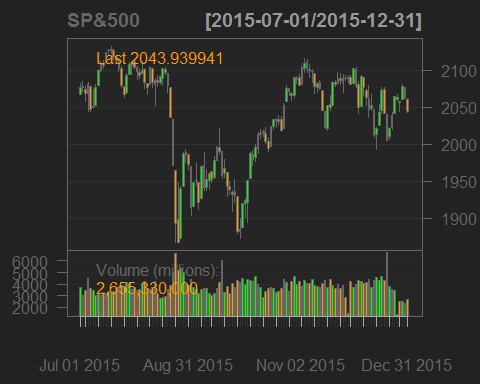 SP&500 [2015-07-01/2015-12-31]
Last 2043.939941
2100
2050
2000
1950
1900
Volume (millions):
2,655,330,000
6000
5000
4000
3000
2000
Jul 01 2015 Aug 31 2015 Nov 02 2015 Dec 31 2015